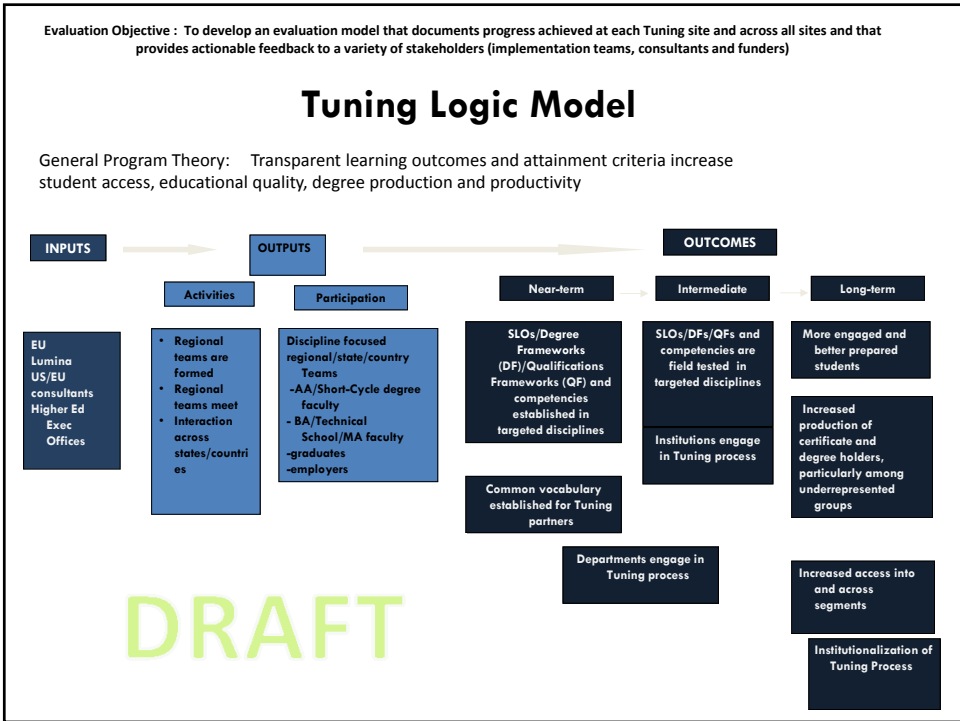 Evaluation Objective : To develop an evaluation model that documents progress achieved at each Tuning site and across all sites and that
provides actionable feedback to a variety of stakeholders (implementation teams, consultants and funders)
Tuning Logic Model
General Program Theory: Transparent learning outcomes and attainment criteria increase
student access, educational quality, degree production and productivity
INPUTS
OUTPUTS
OUTCOMES
Activities
Participation
Near-term
Intermediate
Long-term
EU
Lumina
US/EU
consultants
Higher Ed
Exec
Offices
• Regional
teams are
formed
• Regional
teams meet
• Interaction
across
states/countri
es
Discipline focused
regional/state/country
Teams
-AA/Short-Cycle degree
faculty
- BA/Technical
School/MA faculty
-graduates
-employers
SLOs/Degree
Frameworks
(DF)/Qualifications
Frameworks (QF) and
competencies
established in
targeted disciplines
Common vocabulary
established for Tuning
partners
Departments engage in
Tuning process
SLOs/DFs/QFs and
competencies are
field tested in
targeted disciplines
Institutions engage
in Tuning process
More engaged and
better prepared
students
Increased
production of
certificate and
degree holders,
particularly among
underrepresented
groups
Increased access into
and across
segments
Institutionalization of
Tuning Process
DRAFT